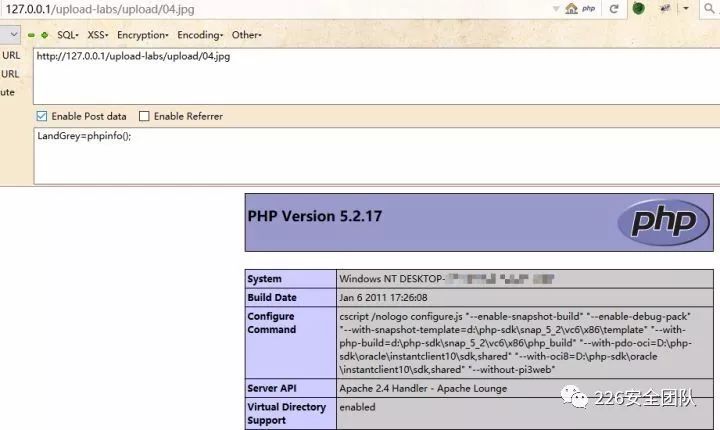 127.0.0.1/upload-labs/upload/04.jpg
php
SQL▾ XSS▾ Encryption▾ Encoding▾ Other▾
URL
http://127.0.0.1/upload-labs/upload/04.jpg
URL
ute
Enable Post data Enable Referrer
LandGrey=phpinfo();
PHP Version 5.2.17
php
System Windows NT DESKTOP-
Build Date Jan 6 2011 17:26:08
Configure Command cscript /nologo configure.js "--enable-snapshot-build" "--enable-debug-pack"
"--with-snapshot-template=d:\php-sdk\snap_5_2\vc6\x86\template" "--with-
php-build=d:\php-sdk\snap_5_2\vc6\x86\php_build" "--with-pdo-oci=D:\php-
sdk\oracle\instantclient10\sdk,shared" "--with-oci8=D:\php-sdk\oracle
\instantclient10\sdk,shared" "--without-pi3web"
Server API Apache 2.4 Handler - Apache Lounge
Virtual Directory Support enabled
226安全团队